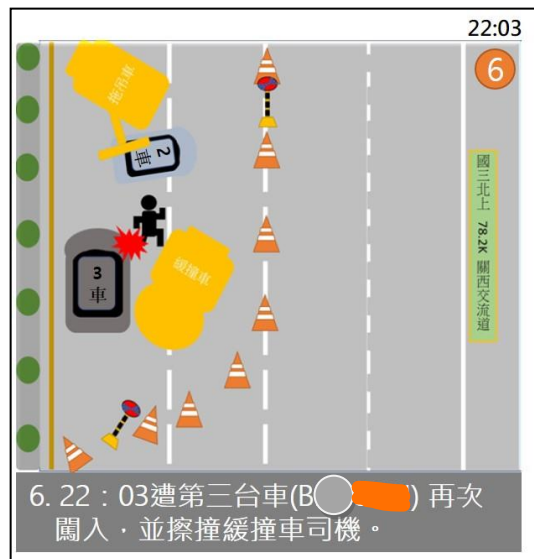 22:03
6
拖吊車
2
車
國三北上 78.2K 關西交流道
緩撞車
3
車
6. 22：03遭第三台車(B ) 再次
闖入，並擦撞緩撞車司機。